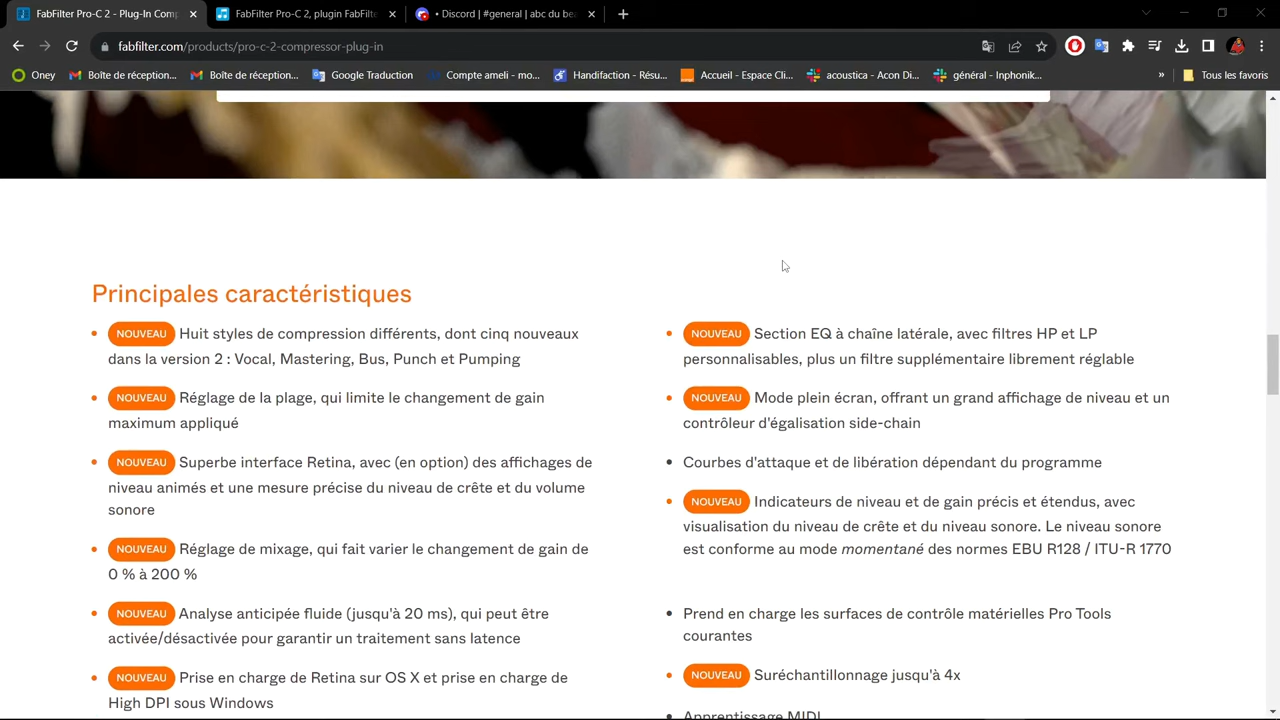 FabFilter Pro-C 2 - Plug-In Comp
FabFilter Pro-C 2, plugin FabFilte
• Discord | #general | abc du bea
fabfilter.com/products/pro-c-2-compressor-plug-in
Oney
Boîte de réception...
Boîte de réception...
Google Traduction
Compte ameli - mo...
Handifaction - Résu...
Accueil - Espace Cli...
acoustica - Acon Di...
général - Inphonik...
»
Tous les favoris
Principales caractéristiques
NOUVEAU Huit styles de compression différents, dont cinq nouveaux
dans la version 2 : Vocal, Mastering, Bus, Punch et Pumping
NOUVEAU Réglage de la plage, qui limite le changement de gain
maximum appliqué
NOUVEAU Superbe interface Retina, avec (en option) des affichages de
niveau animés et une mesure précise du niveau de crête et du volume
sonore
NOUVEAU Réglage de mixage, qui fait varier le changement de gain de
0 % à 200 %
NOUVEAU Analyse anticipée fluide (jusqu'à 20 ms), qui peut être
activée/désactivée pour garantir un traitement sans latence
NOUVEAU Prise en charge de Retina sur OS X et prise en charge de
High DPI sous Windows
NOUVEAU Section EQ à chaîne latérale, avec filtres HP et LP
personnalisables, plus un filtre supplémentaire librement réglable
NOUVEAU Mode plein écran, offrant un grand affichage de niveau et un
contrôleur d'égalisation side-chain
Courbes d'attaque et de libération dépendant du programme
NOUVEAU Indicateurs de niveau et de gain précis et étendus, avec
visualisation du niveau de crête et du niveau sonore. Le niveau sonore
est conforme au mode momentané des normes EBU R128 / ITU-R 1770
Prend en charge les surfaces de contrôle matérielles Pro Tools
courantes
NOUVEAU Suréchantillonnage jusqu'à 4x
Apprentissage MIDI